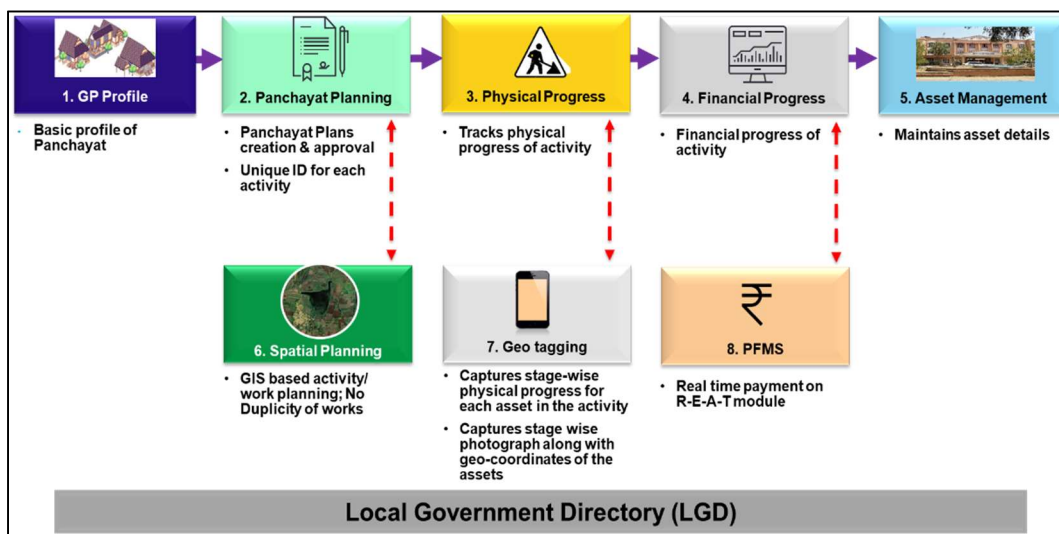 1. GP Profile
2. Panchayat Planning
3. Physical Progress
4. Financial Progress
5. Asset Management
• Basic profile of
Panchayat
• Panchayat Plans
creation & approval
• Unique ID for each
activity
• Tracks physical
progress of activity
• Financial progress of
activity
• Maintains asset details
₹
6. Spatial Planning
7. Geo tagging
8. PFMS
• GIS based activity/
work planning; No
Duplicity of works
• Captures stage-wise
physical progress for
each asset in the activity
• Captures stage wise
photograph along with
geo-coordinates of the
assets
• Real time payment on
R-E-A-T module
Local Government Directory (LGD)